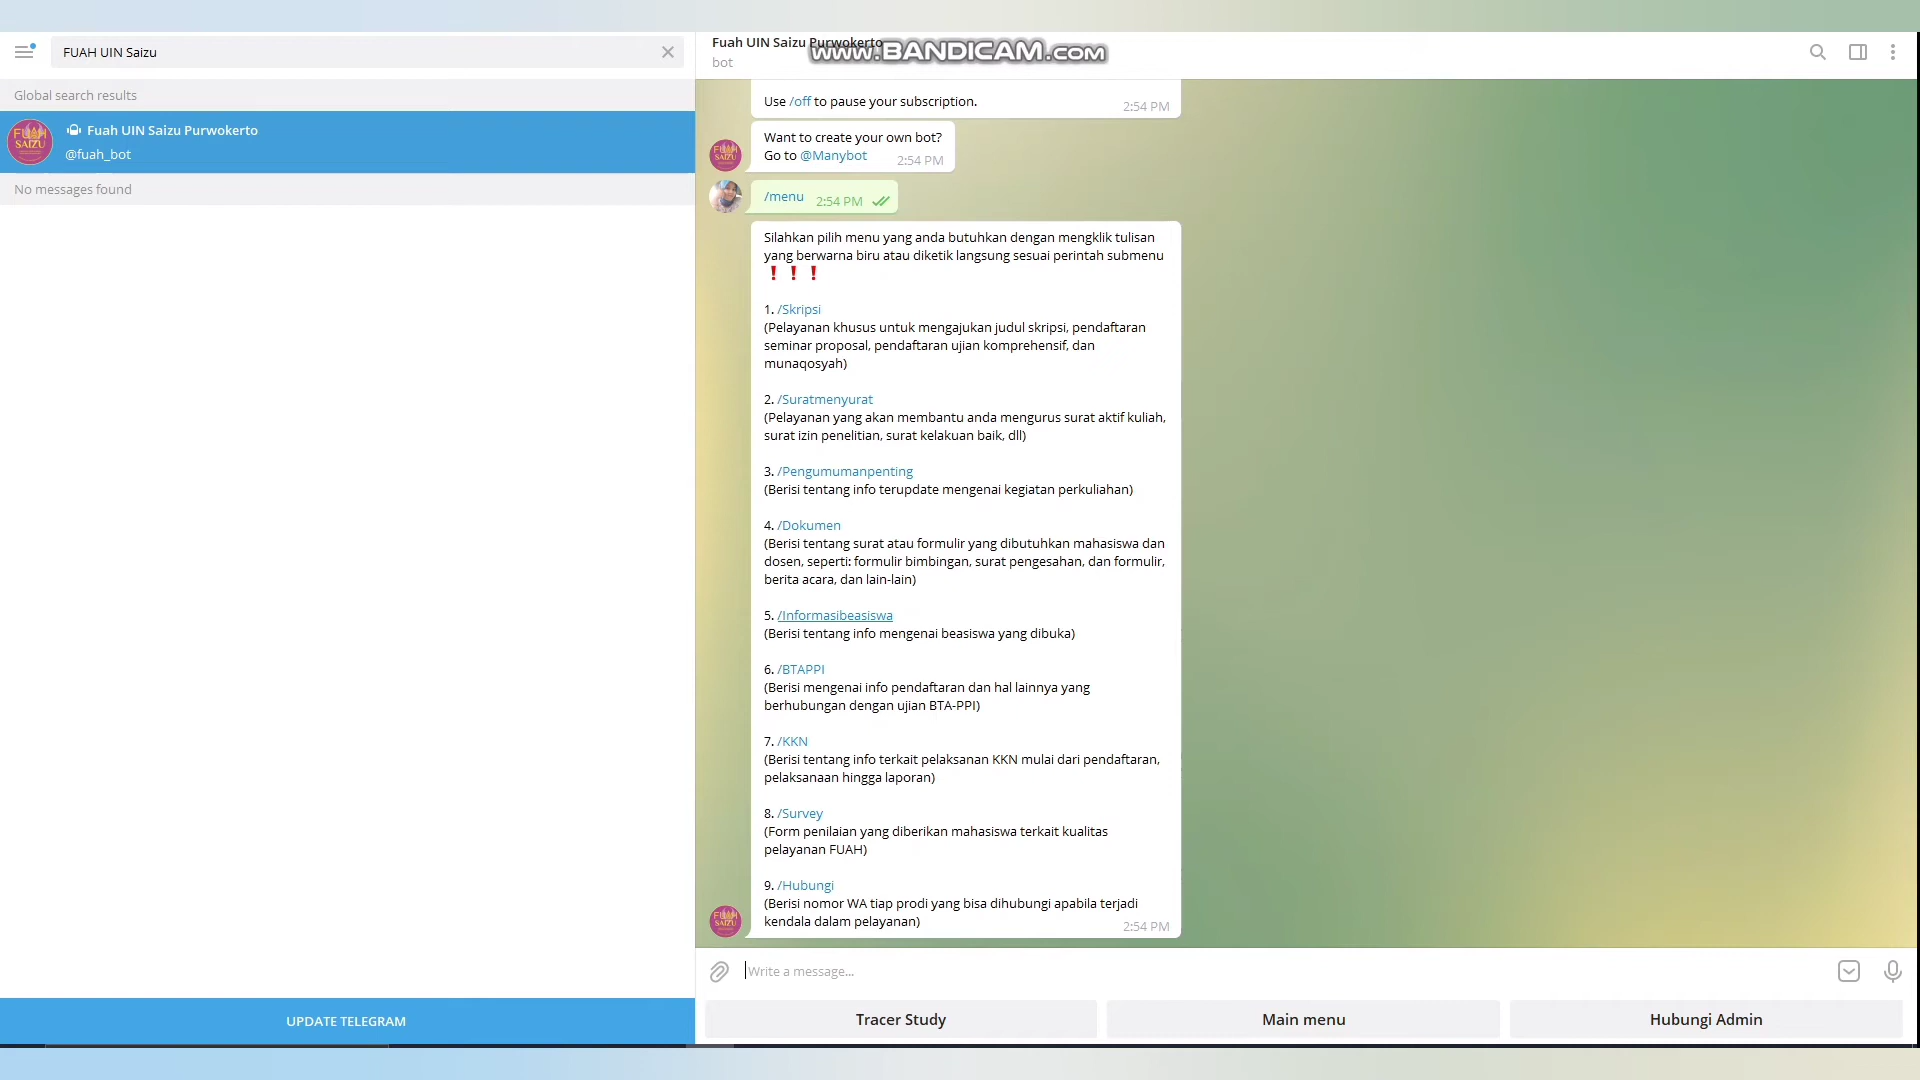 FUAH UIN Saizu
Global search results
Fuah UIN Saizu Purwokerto
@fuah_bot
No messages found
UPDATE TELEGRAM
Fuah UIN Saizu Purwokerto
bot
www.BANDICAM.com
Use /off to pause your subscription.
2:54 PM
Want to create your own bot?
Go to @Manybot
2:54 PM
FUAH
SAIZU
/menu
2:54 PM
Silahkan pilih menu yang anda butuhkan dengan mengklik tulisan
yang berwarna biru atau diketik langsung sesuai perintah submenu
❗❗❗
1. /Skripsi
(Pelayanan khusus untuk mengajukan judul skripsi, pendaftaran
seminar proposal, pendaftaran ujian komprehensif, dan
munaqosyah)
2. /Suratmenyurat
(Pelayanan yang akan membantu anda mengurus surat aktif kuliah,
surat izin penelitian, surat kelakuan baik, dll)
3. /Pengumumanpenting
(Berisi tentang info terupdate mengenai kegiatan perkuliahan)
4. /Dokumen
(Berisi tentang surat atau formulir yang dibutuhkan mahasiswa dan
dosen, seperti: formulir bimbingan, surat pengesahan, dan formulir,
berita acara, dan lain-lain)
5. /Informasibeasiswa
(Berisi tentang info mengenai beasiswa yang dibuka)
6. /BTAPPI
(Berisi mengenai info pendaftaran dan hal lainnya yang
berhubungan dengan ujian BTA-PPI)
7. /KKN
(Berisi tentang info terkait pelaksanan KKN mulai dari pendaftaran,
pelaksanaan hingga laporan)
8. /Survey
(Form penilaian yang diberikan mahasiswa terkait kualitas
pelayanan FUAH)
9. /Hubungi
(Berisi nomor WA tiap prodi yang bisa dihubungi apabila terjadi
kendala dalam pelayanan)
2:54 PM
FUAH
SAIZU
Write a message...
Tracer Study
Main menu
Hubungi Admin
FUAH
SAIZU